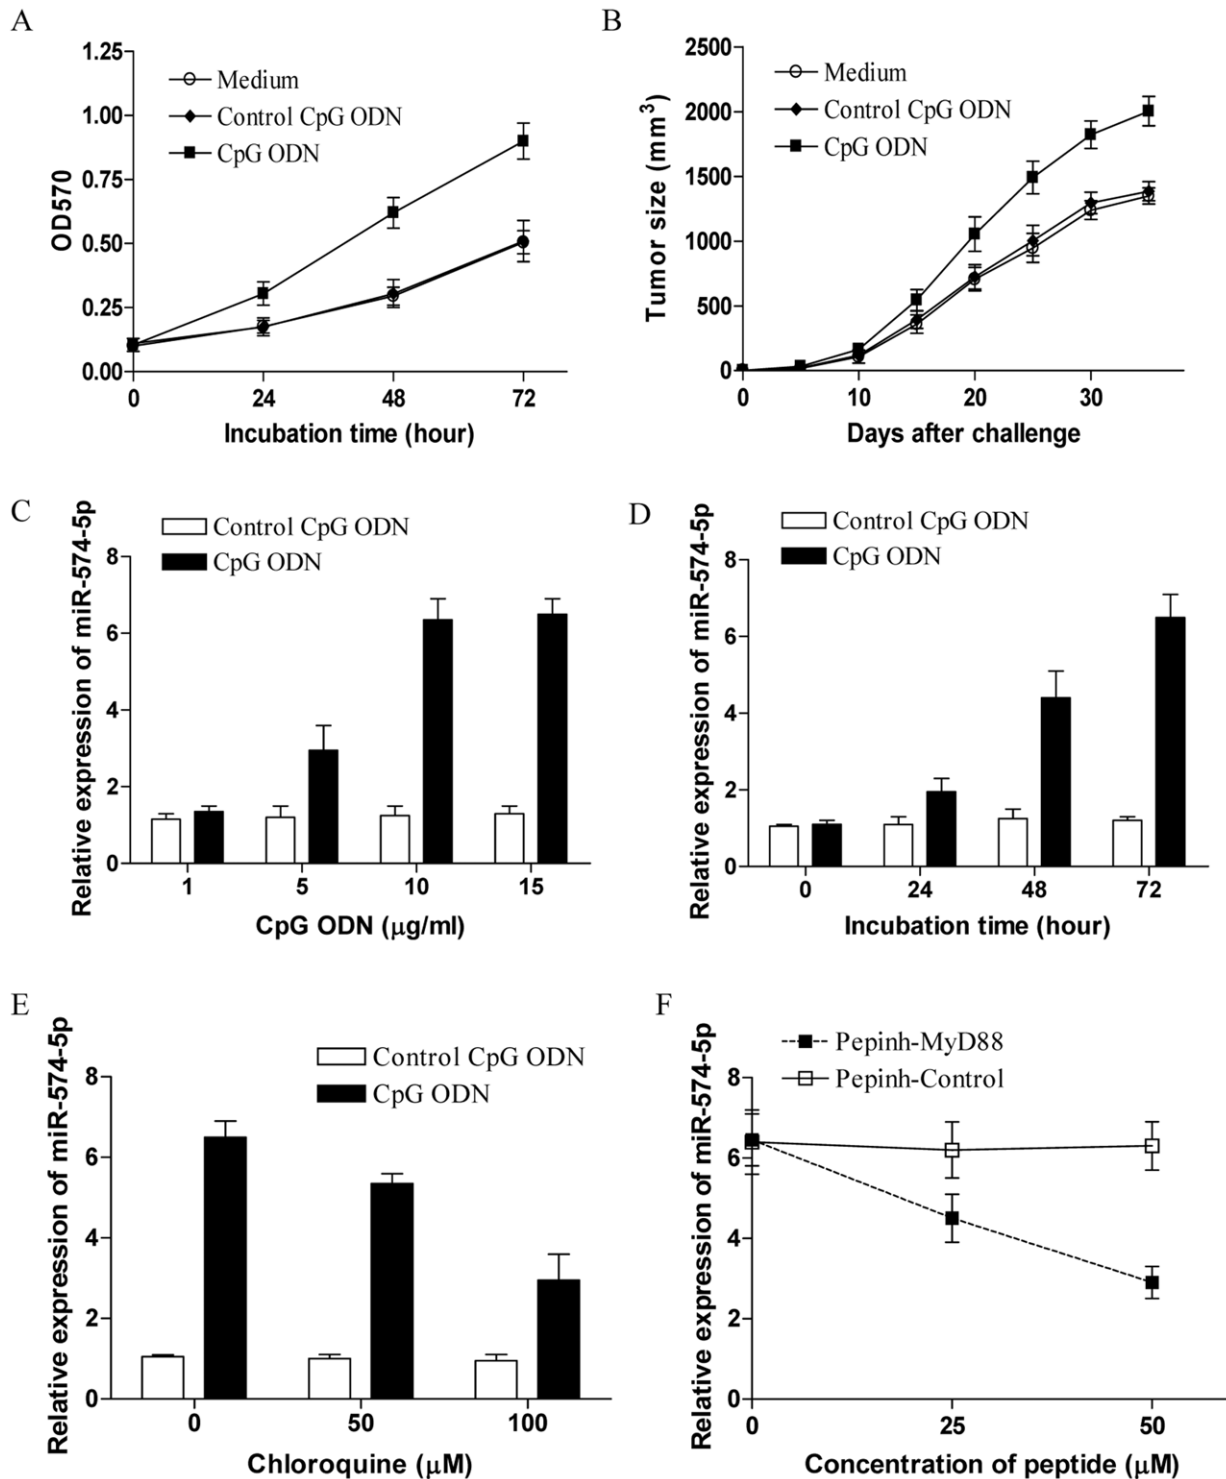 A
1.25
1.00
0.75
0.50
0.25
0.00
OD570
Medium
Control CpG ODN
CpG ODN
0 24 48 72
Incubation time (hour)
B
2500
2000
1500
1000
500
0
Tumor size (mm³)
Medium
Control CpG ODN
CpG ODN
0 10 20 30
Days after challenge
C
Control CpG ODN
CpG ODN
Relative expression of miR-574-5p
8
6
4
2
0
1 5 10 15
CpG ODN (μg/ml)
D
Control CpG ODN
CpG ODN
Relative expression of miR-574-5p
8
6
4
2
0
0 24 48 72
Incubation time (hour)
E
Control CpG ODN
CpG ODN
Relative expression of miR-574-5p
8
6
4
2
0
0 50 100
Chloroquine (μM)
F
Pepinh-MyD88
Pepinh-Control
Relative expression of miR-574-5p
8
6
4
2
0
0 25 50
Concentration of peptide (μM)